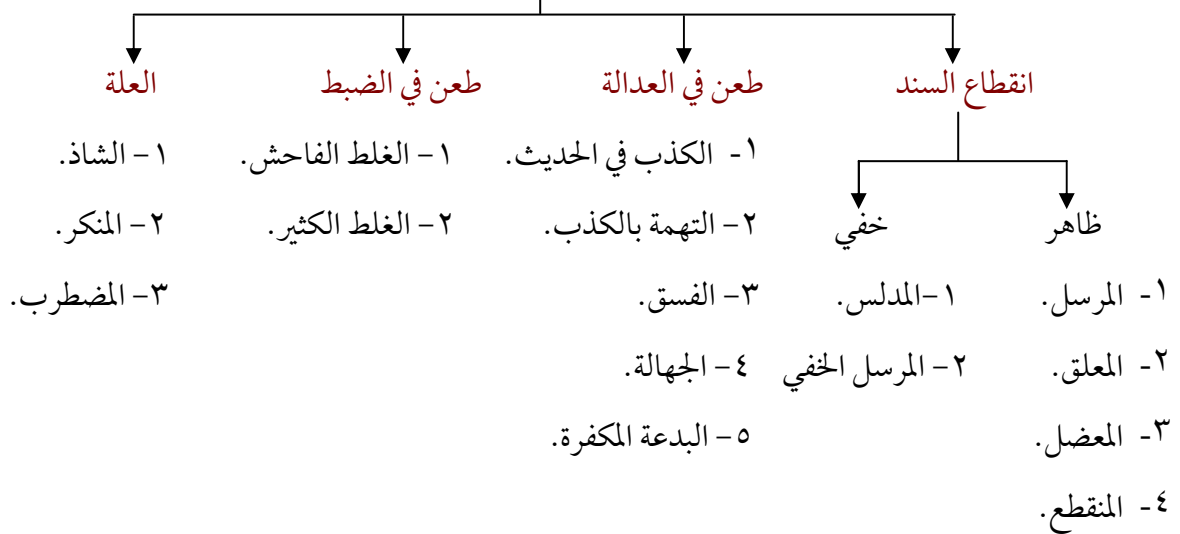 انقطاع السند
طعن في العدالة
طعن في الضبط
العلة
ظاهر
خفي
١- المرسل.
٢- المعلق.
٣- المعضل.
٤- المنقطع.
١-المدلس.
٢- المرسل الخفي
١- الكذب في الحديث.
٢- التهمة بالكذب.
٣- الفسق.
٤- الجهالة.
٥- البدعة المكفرة.
١- الغلط الفاحش.
٢- الغلط الكثير.
١- الشاذ.
٢- المنكر.
٣- المضطرب.